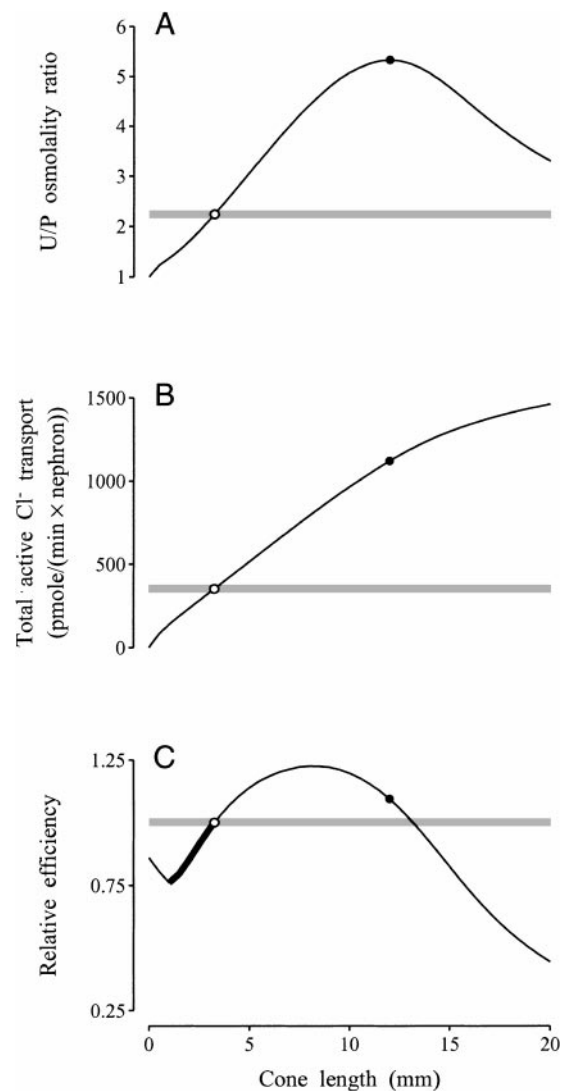 A
6
5
4
3
2
1
U/P osmolality ratio
B
1500
1000
500
0
Total active Cl⁻ transport
(pmole/(min × nephron))
C
1.25
0.75
0.25
Relative efficiency
0 5 10 15 20
Cone length (mm)